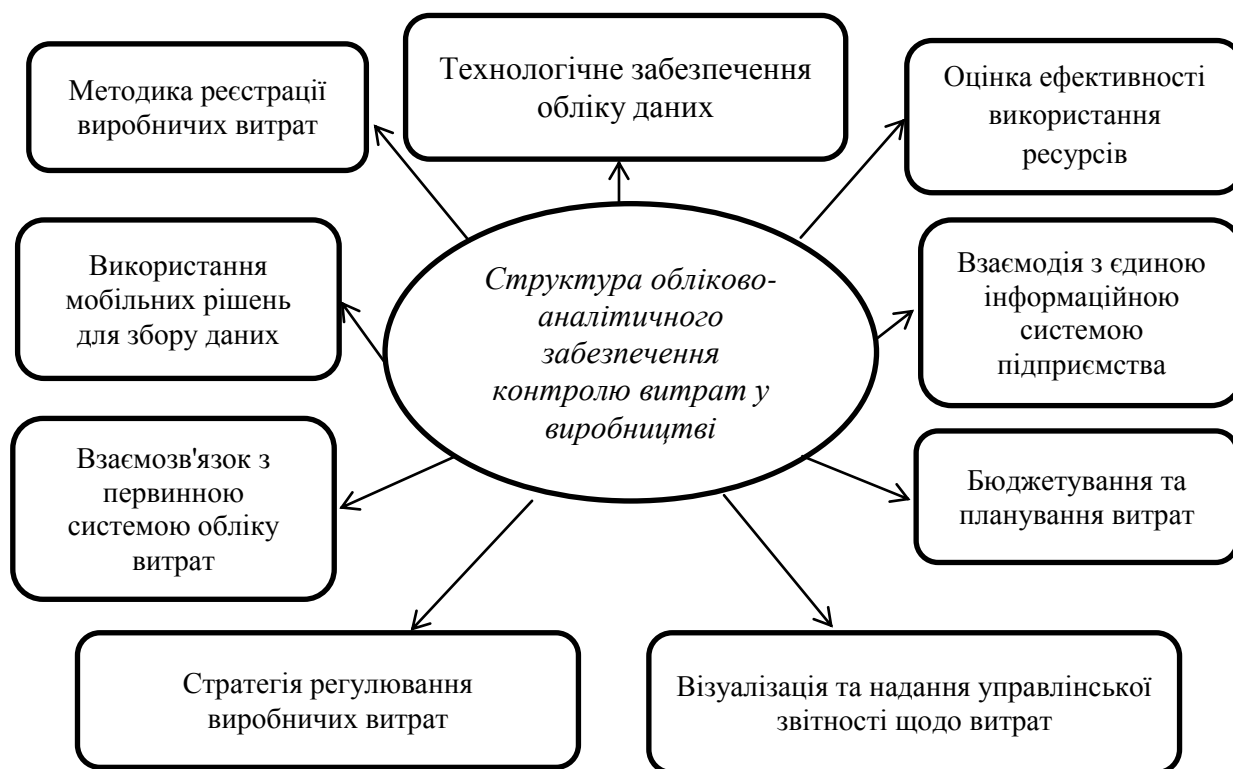 Методика реєстрації
виробничих витрат
Технологічне забезпечення
обліку даних
Оцінка ефективності
використання
ресурсів
Використання
мобільних рішень
для збору даних
Структура обліково-
аналітичного
забезпечення
контролю витрат у
виробництві
Взаємодія з єдиною
інформаційною
системою
підприємства
Взаємозв'язок з
первинною
системою обліку
витрат
Бюджетування та
планування витрат
Стратегія регулювання
виробничих витрат
Візуалізація та надання управлінської
звітності щодо витрат